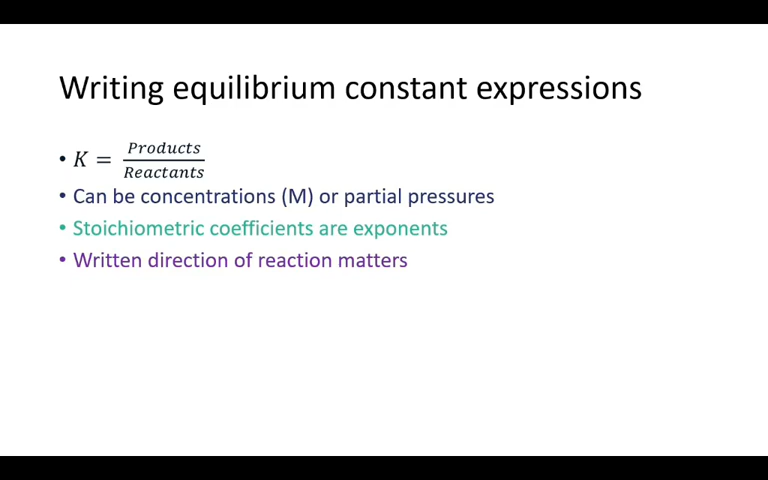 Writing equilibrium constant expressions
• K = Products / Reactants
• Can be concentrations (M) or partial pressures
• Stoichiometric coefficients are exponents
• Written direction of reaction matters